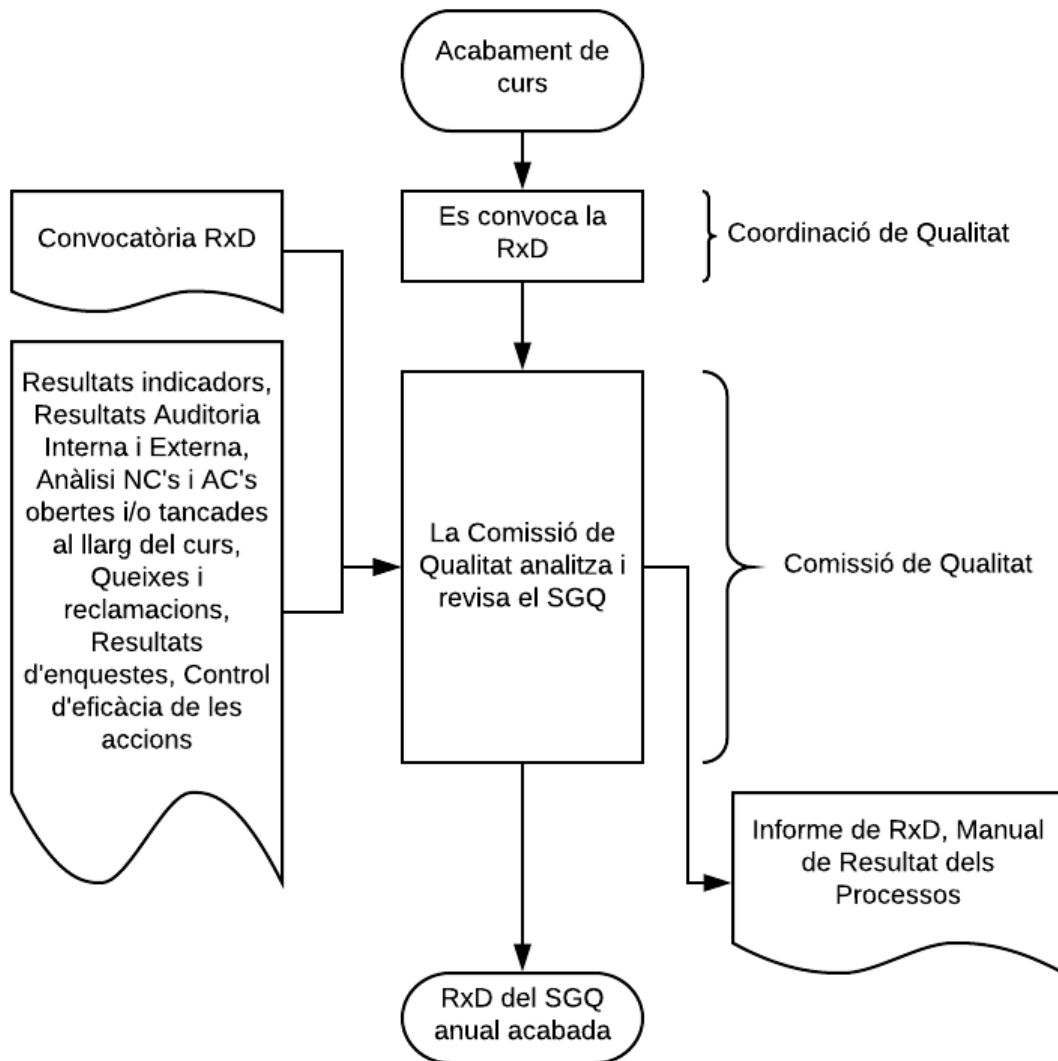 Acabament de
curs
Es convoca la
RxD
Coordinació de Qualitat
Convocatòria RxD
Resultats indicadors,
Resultats Auditoria
Interna i Externa,
Anàlisi NC's i AC's
obertes i/o tancades
al llarg del curs,
Queixes i
reclamacions,
Resultats
d'enquestes, Control
d'eficàcia de les
accions
La Comissió de
Qualitat analitza i
revisa el SGQ
Comissió de Qualitat
Informe de RxD, Manual
de Resultat dels
Processos
RxD del SGQ
anual acabada